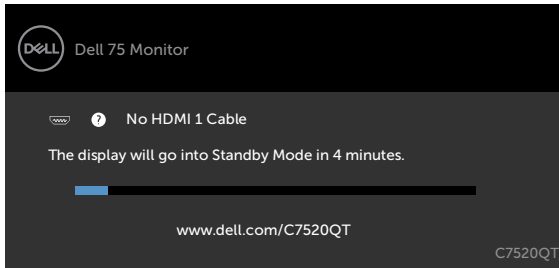 DELL Dell 75 Monitor
? No HDMI 1 Cable
The display will go into Standby Mode in 4 minutes.
www.dell.com/C7520QT
C7520QT